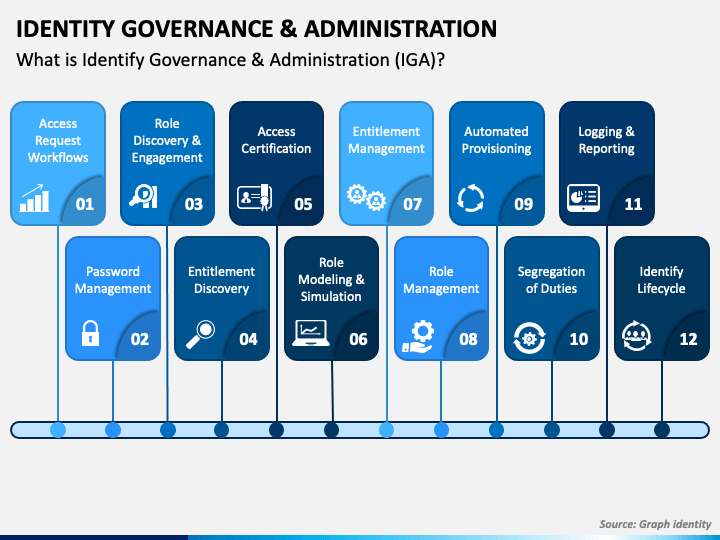 IDENTITY GOVERNANCE & ADMINISTRATION
What is Identify Governance & Administration (IGA)?
Access
Request
Workflows
01
Password
Management
02
Role
Discovery &
Engagement
03
Entitlement
Discovery
04
Access
Certification
05
Role
Modeling &
Simulation
06
Entitlement
Management
07
Role
Management
08
Automated
Provisioning
09
Segregation
of Duties
10
Logging &
Reporting
11
Identify
Lifecycle
12
Source: Graph identity